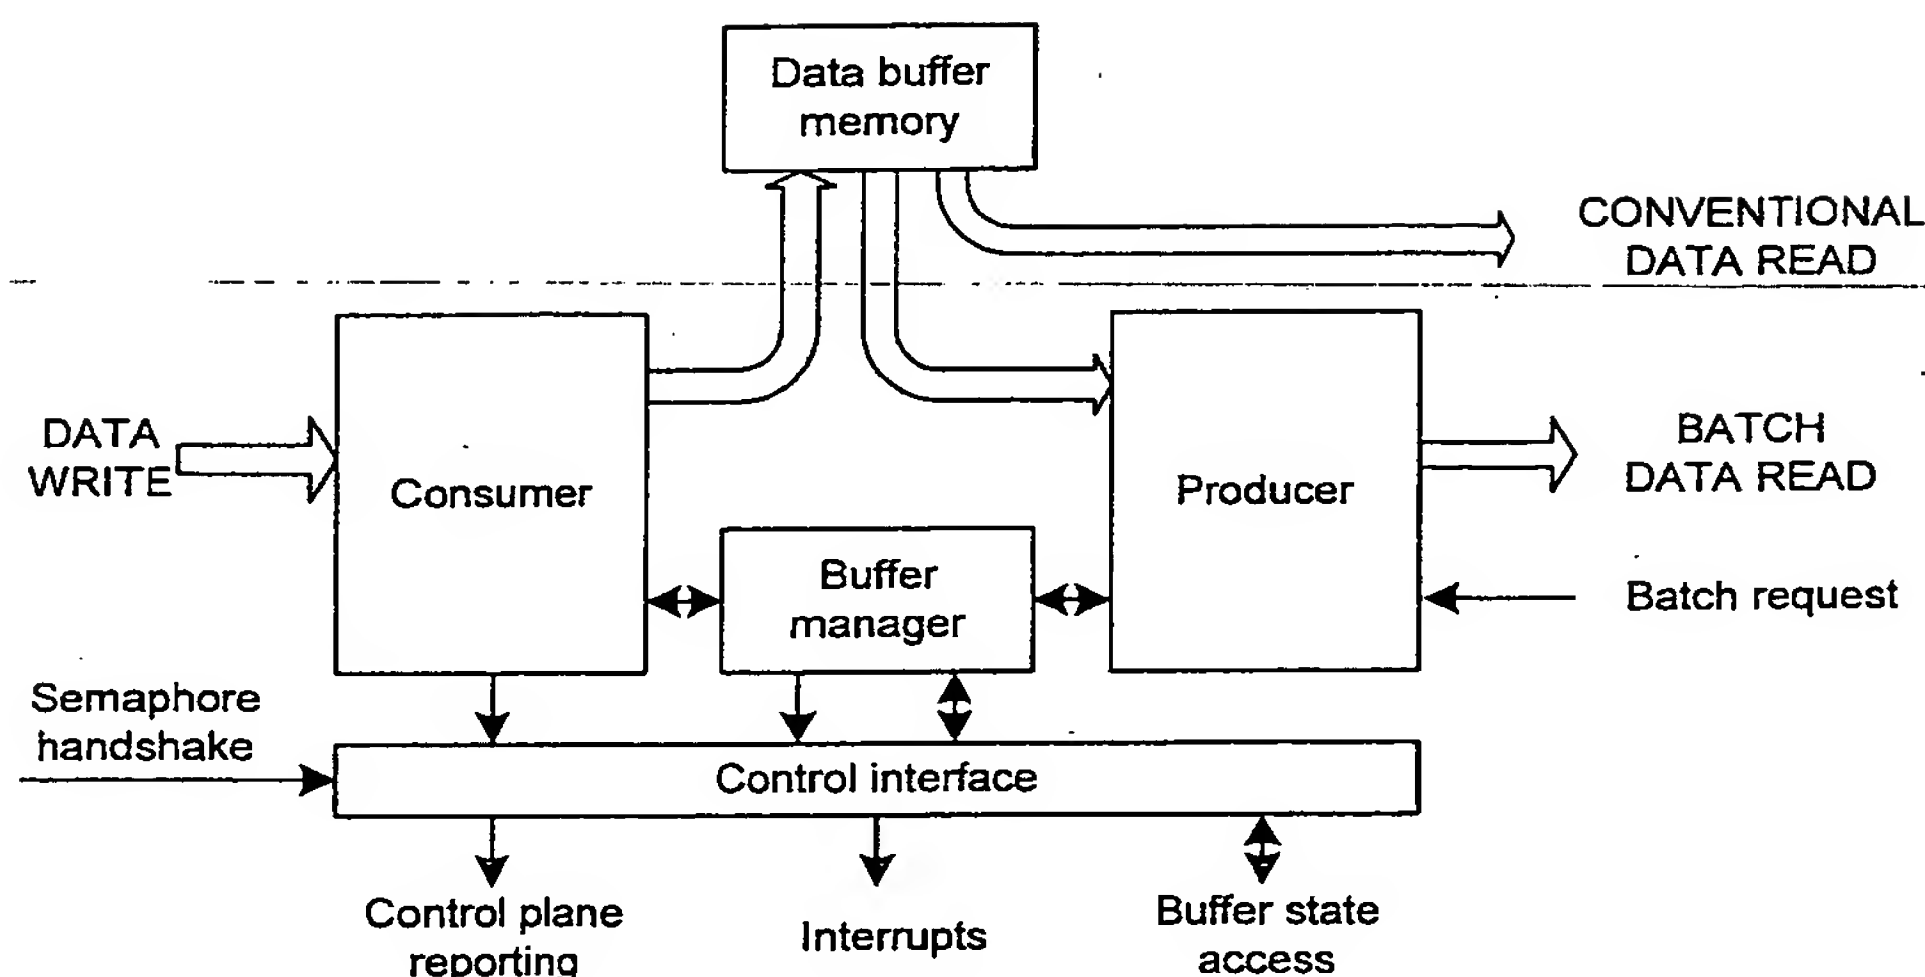 Data buffer
memory
CONVENTIONAL
DATA READ
DATA
WRITE
Consumer
Producer
BATCH
DATA READ
Buffer
manager
Batch request
Semaphore
handshake
Control interface
Control plane
reporting
Interrupts
Buffer state
access